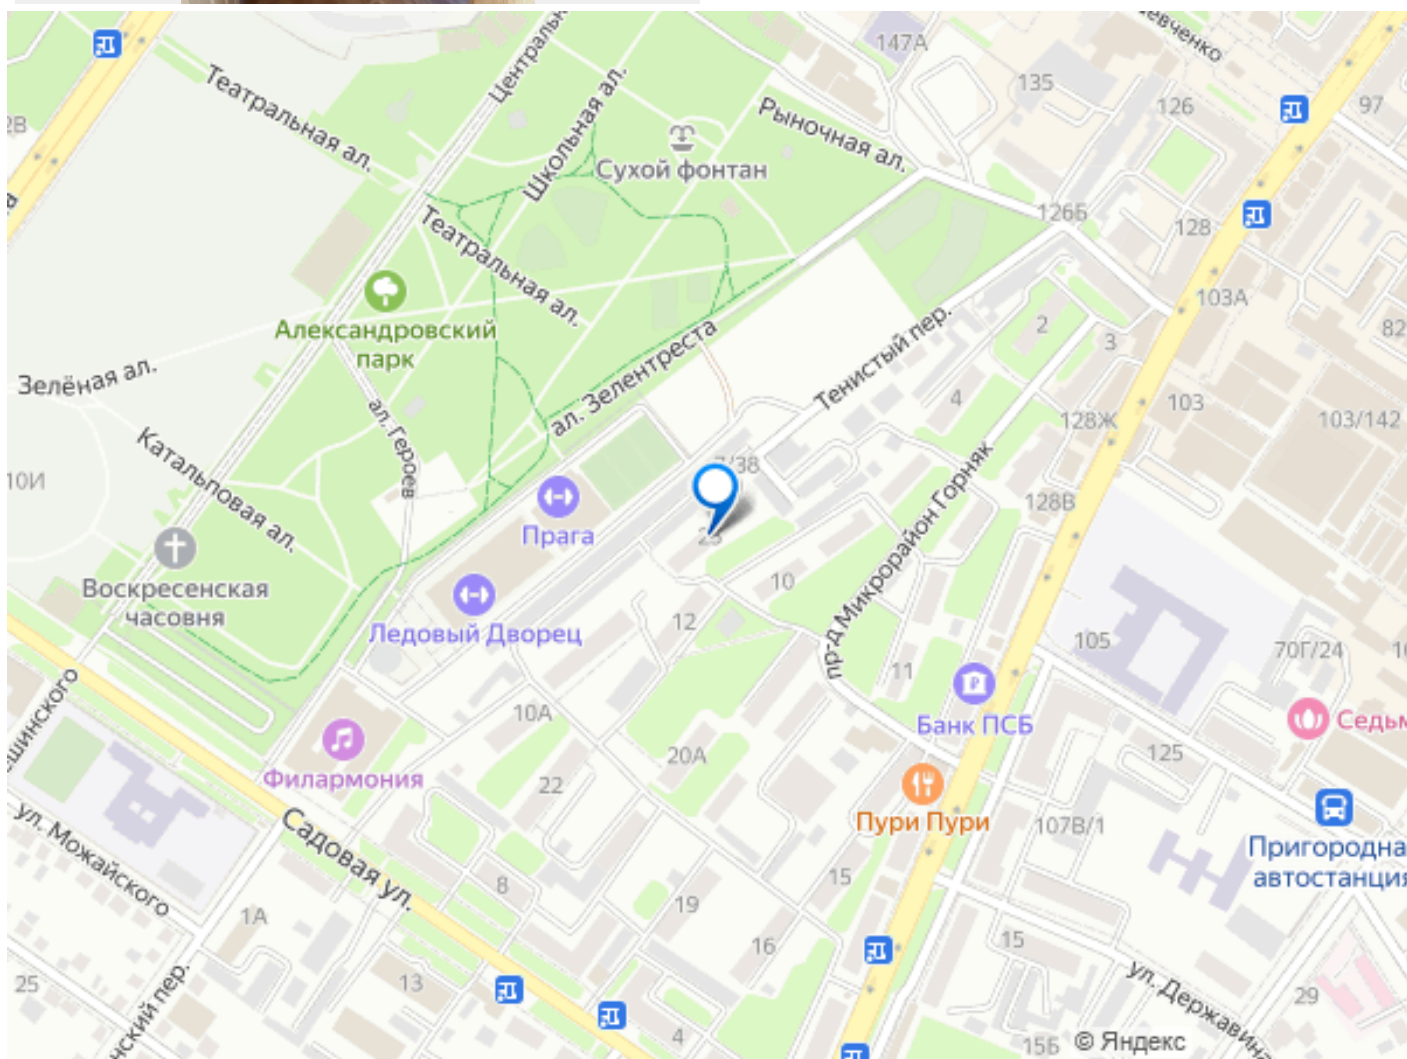 147А
Шевченко
135
126
97
Центральн
Театральная ал.
Школьная ал.
Рыночная ал.
Сухой фонтан
126Б
128
Театральная ал.
103А
Александровский
парк
2
3
82
Зелёная ал.
ал. Зелентреста
Тенистый пер.
4
103
103/142
128Ж
ал. Героев
Катальповая ал.
10И
7/38
пр-д Микрорайон Горняк
128В
Прага
23
10
Воскресенская
часовня
Ледовый Дворец
12
11
105
70Г/24
Банк ПСБ
Седьм
10А
20А
125
Филармония
22
Пури Пури
107В/1
Пригородна
автостанция
ул. Можайского
Садовая ул.
8
15
1А
19
16
15
13
25
ул. Державина
29
4
15Б
© Яндекс